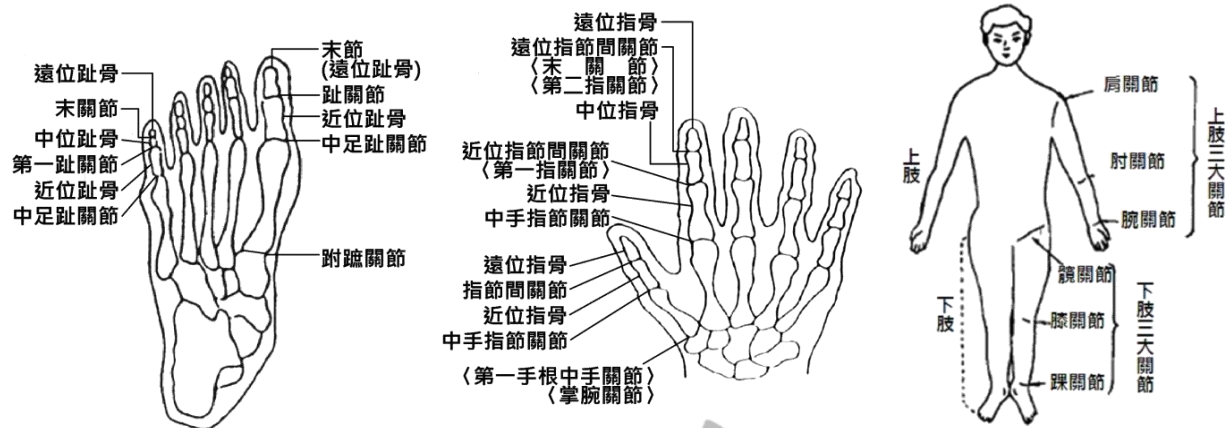 遠位趾骨
末關節
中位趾骨
第一趾關節
近位趾骨
中足趾關節
末節
(遠位趾骨)
趾關節
近位趾骨
中足趾關節
跗蹠關節
遠位指骨
遠位指節間關節
〈末關節〉
〈第二指關節〉
中位指骨
近位指節間關節
〈第一指關節〉
近位指骨
中手指節關節
遠位指骨
指節間關節
近位指骨
中手指節關節
〈第一手根中手關節〉
〈掌腕關節〉
肩關節
肘關節
腕關節
上肢三大關節
上肢
髖關節
膝關節
踝關節
下肢三大關節
下肢